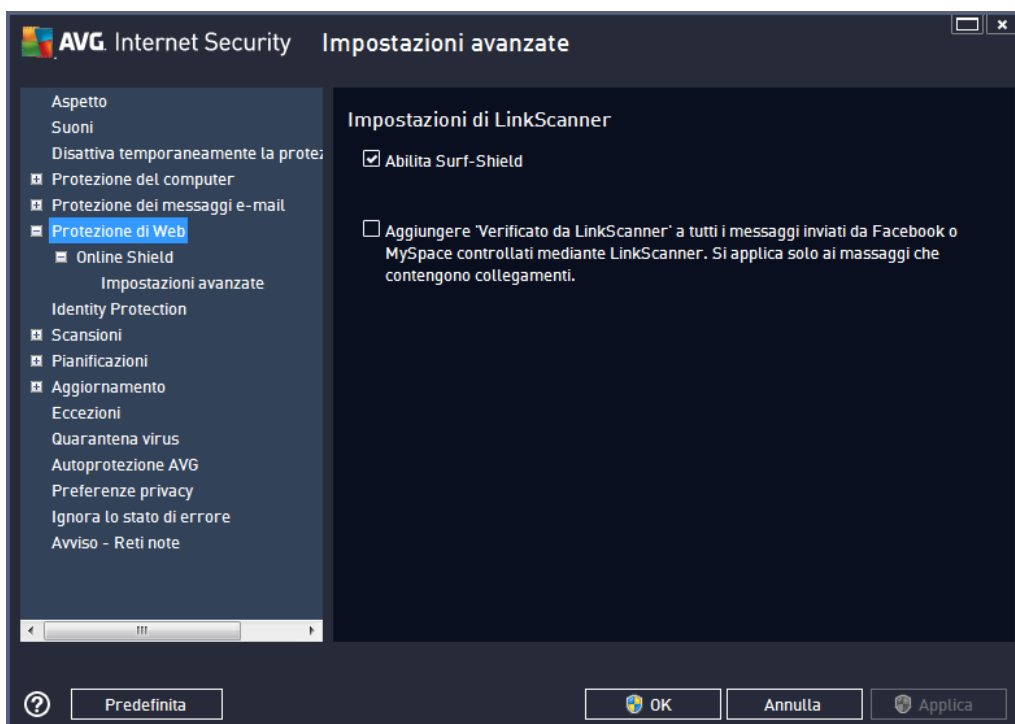 AVG. Internet Security Impostazioni avanzate
Aspetto
Suoni
Disattiva temporaneamente la protez
Protezione del computer
Protezione dei messaggi e-mail
Protezione di Web
Online Shield
Impostazioni avanzate
Identity Protection
Scansioni
Pianificazioni
Aggiornamento
Eccezioni
Quarantena virus
Autoprotezione AVG
Preferenze privacy
Ignora lo stato di errore
Avviso - Reti note
Impostazioni di LinkScanner
Abilita Surf-Shield
Aggiungere 'Verificato da LinkScanner' a tutti i messaggi inviati da Facebook o
MySpace controllati mediante LinkScanner. Si applica solo ai massaggi che
contengono collegamenti.
? Predefinita OK Annulla Applica